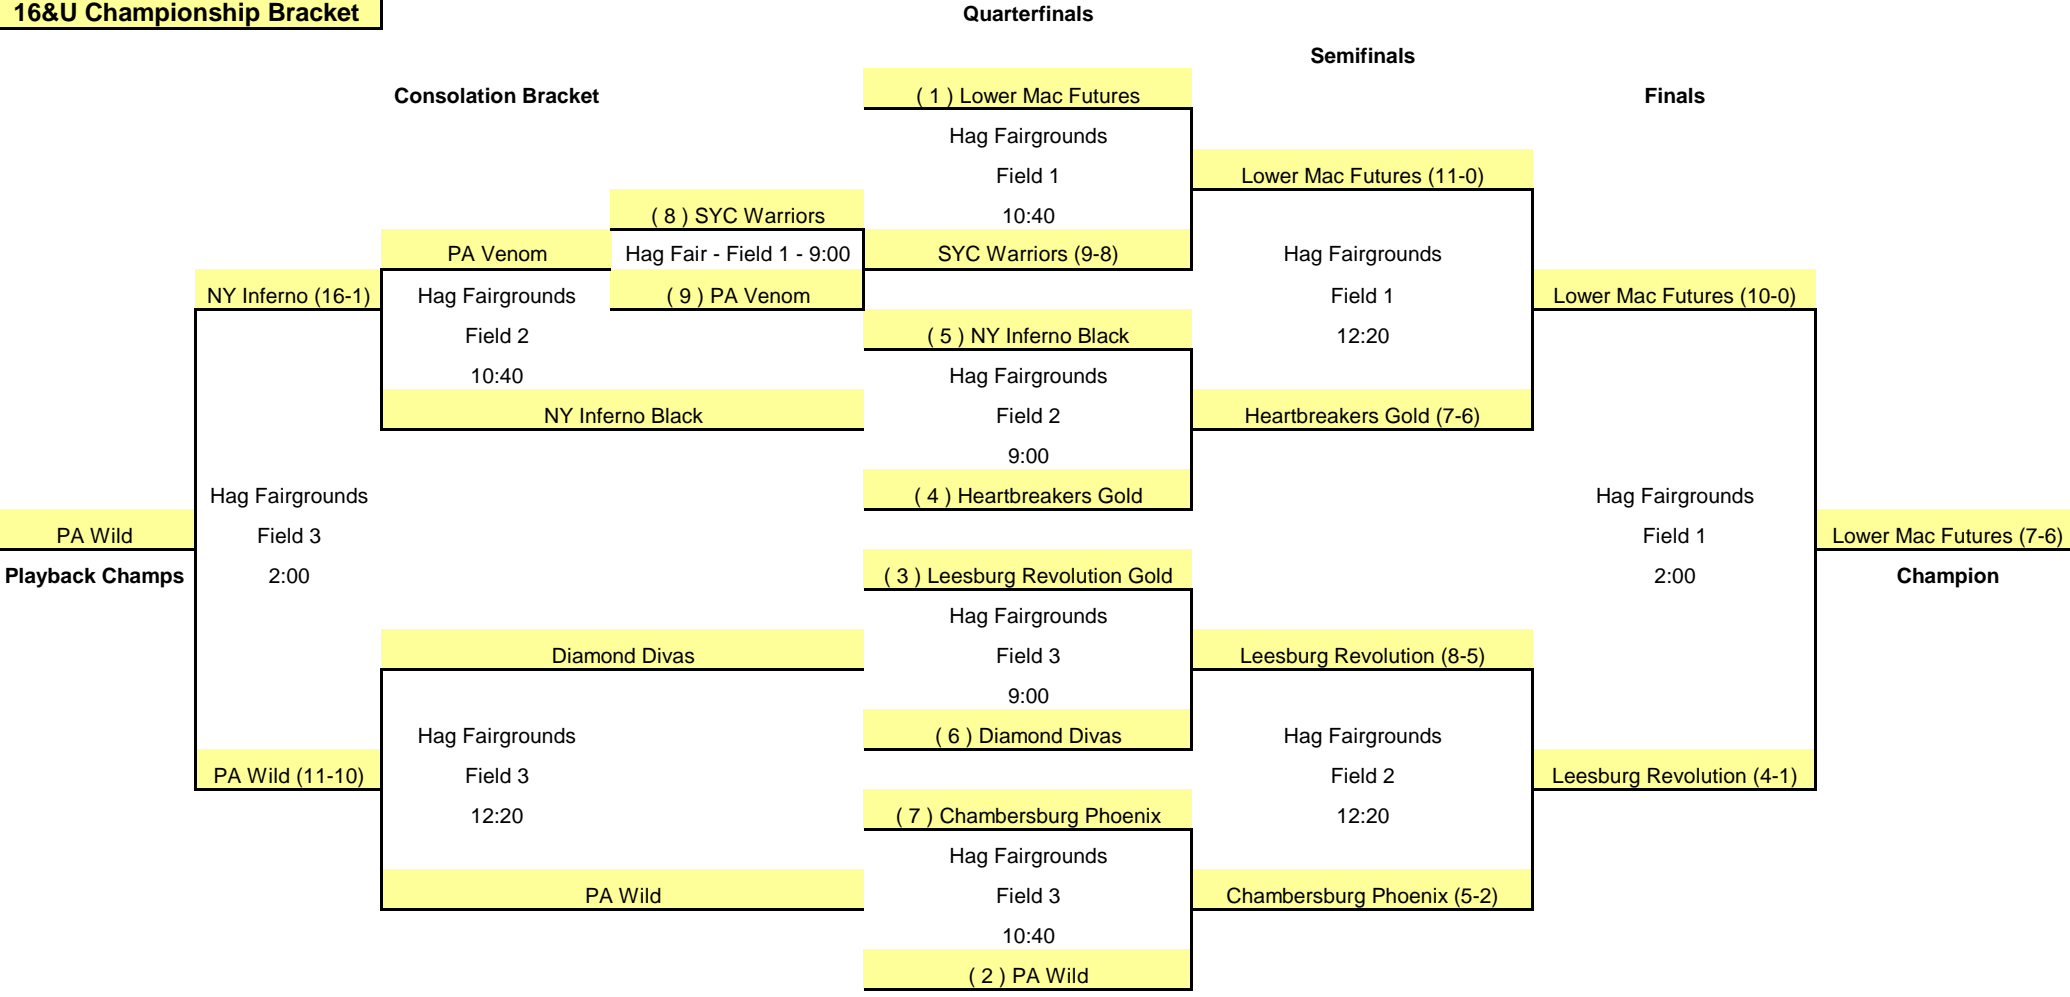 16&U Championship Bracket
Quarterfinals
Semifinals
Consolation Bracket
( 1 ) Lower Mac Futures
Finals
Hag Fairgrounds
Field 1
Lower Mac Futures (11-0)
( 8 ) SYC Warriors
10:40
PA Venom
Hag Fair - Field 1 - 9:00
SYC Warriors (9-8)
Hag Fairgrounds
NY Inferno (16-1)
Hag Fairgrounds
( 9 ) PA Venom
Field 1
Lower Mac Futures (10-0)
Field 2
( 5 ) NY Inferno Black
12:20
10:40
Hag Fairgrounds
NY Inferno Black
Field 2
Heartbreakers Gold (7-6)
9:00
Hag Fairgrounds
( 4 ) Heartbreakers Gold
Hag Fairgrounds
PA Wild
Field 3
Field 1
Lower Mac Futures (7-6)
Playback Champs
2:00
( 3 ) Leesburg Revolution Gold
2:00
Champion
Hag Fairgrounds
Diamond Divas
Field 3
Leesburg Revolution (8-5)
9:00
Hag Fairgrounds
( 6 ) Diamond Divas
Hag Fairgrounds
PA Wild (11-10)
Field 3
Field 2
Leesburg Revolution (4-1)
12:20
( 7 ) Chambersburg Phoenix
12:20
Hag Fairgrounds
PA Wild
Field 3
Chambersburg Phoenix (5-2)
10:40
( 2 ) PA Wild